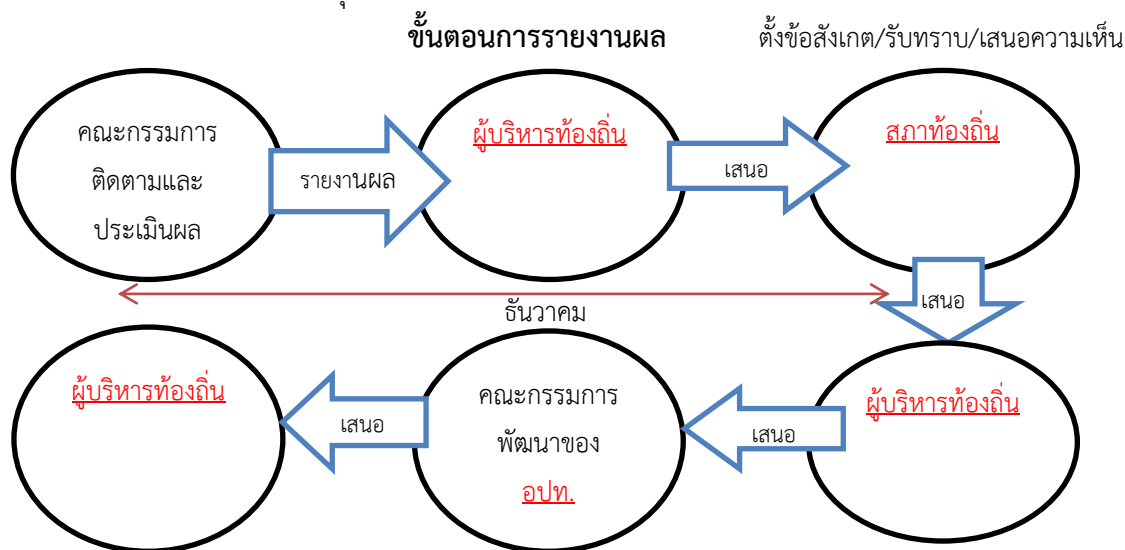 ขั้นตอนการรายงานผล
ตั้งข้อสังเกต/รับทราบ/เสนอความเห็น
คณะกรรมการ
ติดตามและ
ประเมินผล
รายงานผล
ผู้บริหารท้องถิ่น
เสนอ
สภาท้องถิ่น
เสนอ
ธันวาคม
ผู้บริหารท้องถิ่น
เสนอ
คณะกรรมการ
พัฒนาของ
อปท.
เสนอ
ผู้บริหารท้องถิ่น